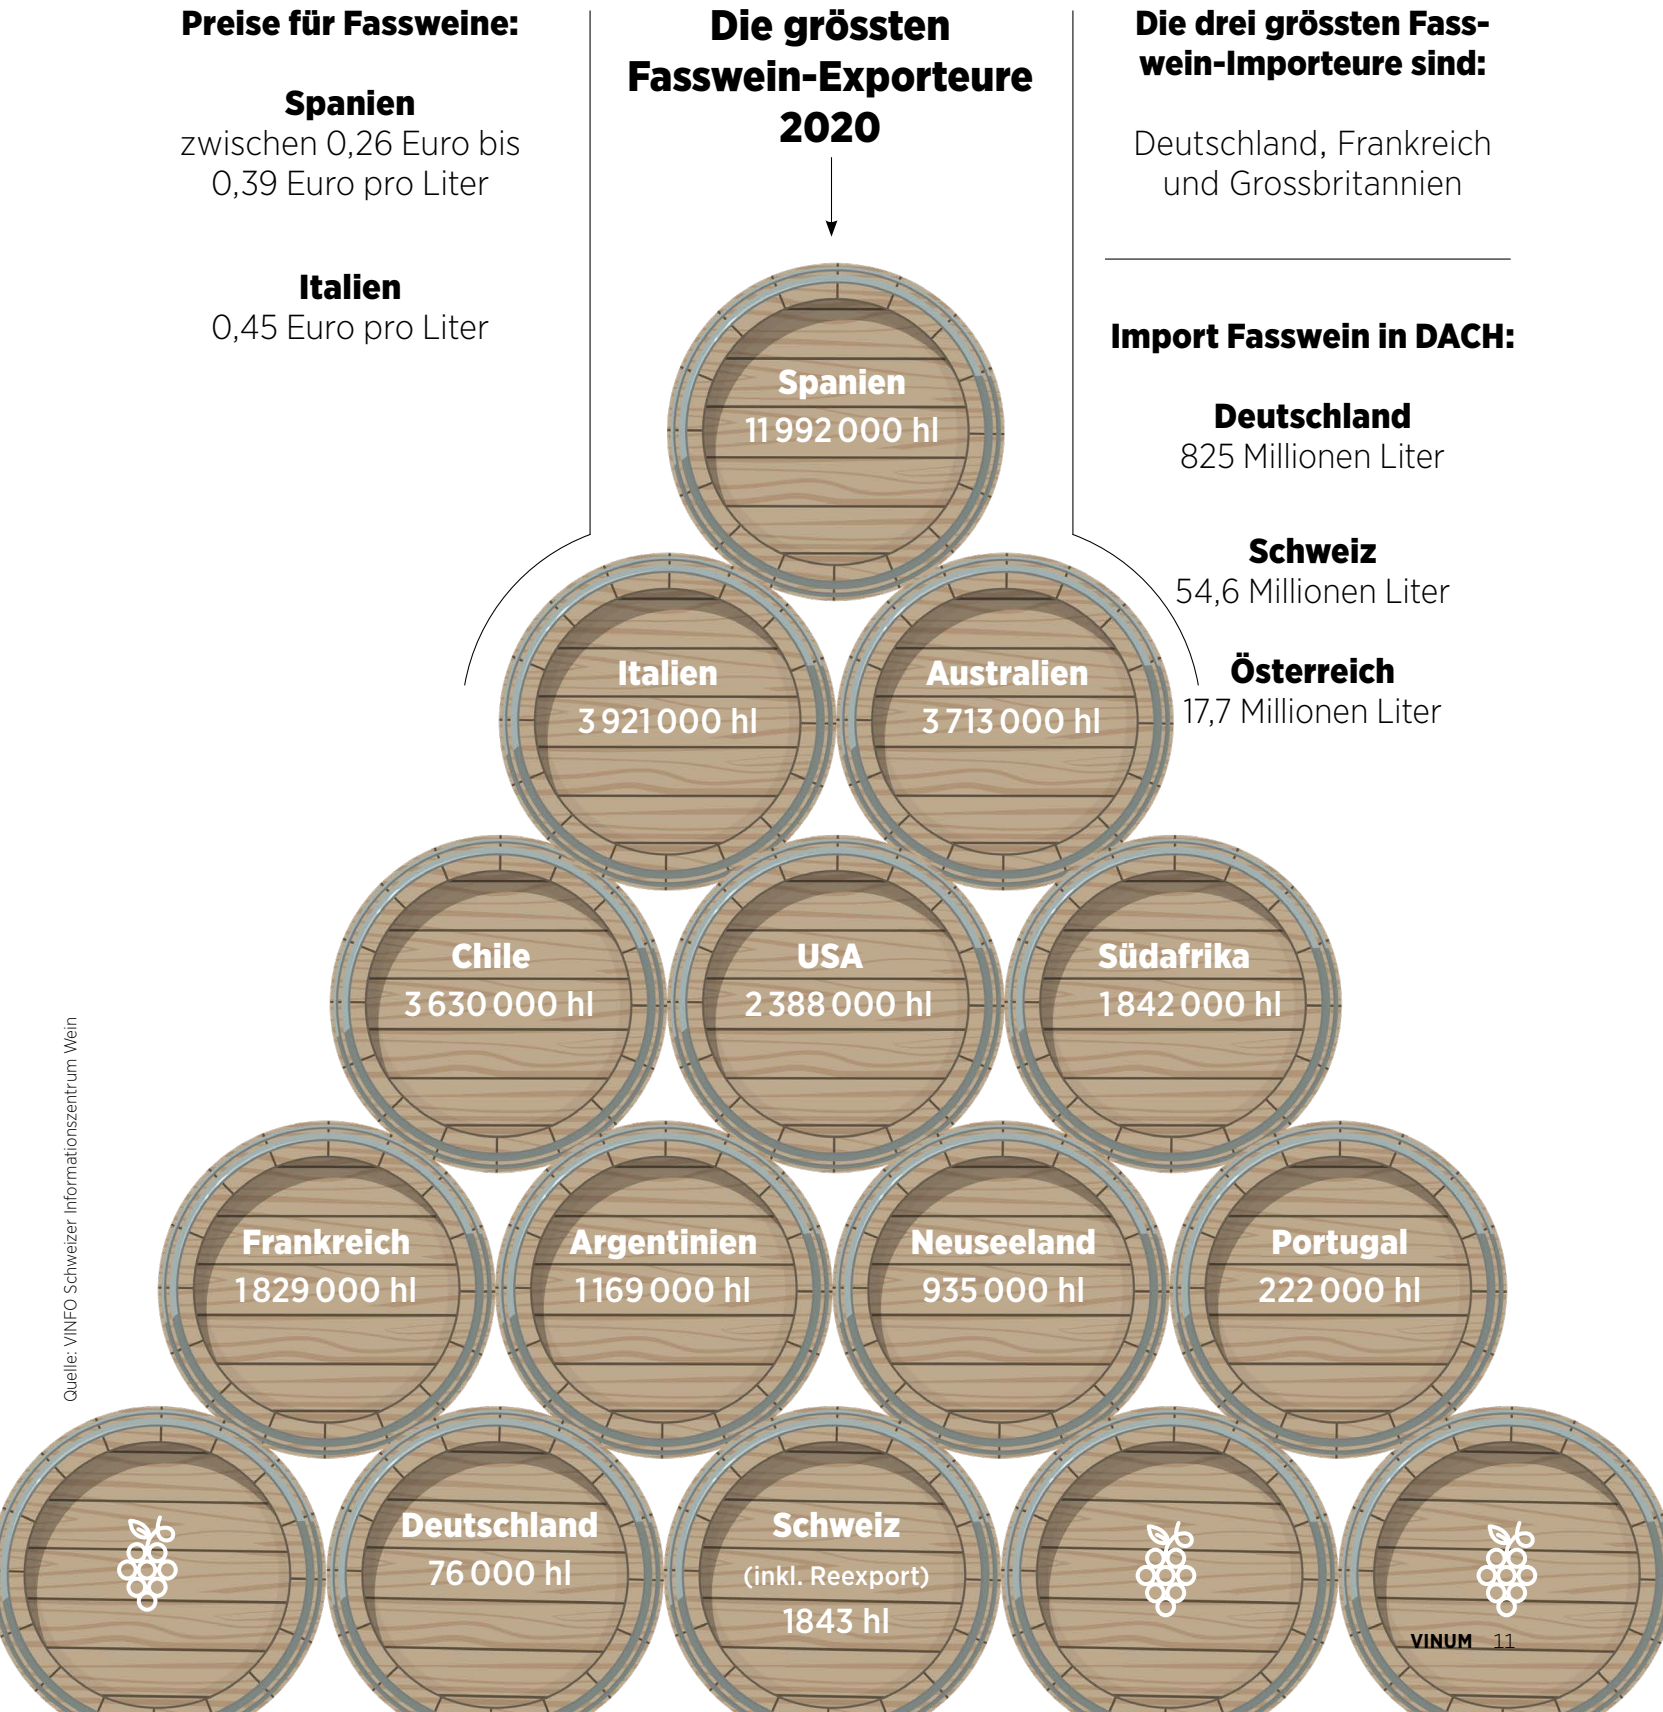 Preise für Fassweine:
Spanien
zwischen 0,26 Euro bis
0,39 Euro pro Liter
Italien
0,45 Euro pro Liter
Die grössten
Fasswein-Exporteure
2020
Die drei grössten Fass-
wein-Importeure sind:
Deutschland, Frankreich
und Grossbritannien
Import Fasswein in DACH:
Deutschland
825 Millionen Liter
Schweiz
54,6 Millionen Liter
Österreich
17,7 Millionen Liter
Spanien
11 992 000 hl
Italien
3 921 000 hl
Australien
3 713 000 hl
Chile
3 630 000 hl
USA
2 388 000 hl
Südafrika
1 842 000 hl
Frankreich
1 829 000 hl
Argentinien
1 169 000 hl
Neuseeland
935 000 hl
Portugal
222 000 hl
Deutschland
76 000 hl
Schweiz
(inkl. Reexport)
1843 hl
Quelle: VINFO Schweizer Informationszentrum Wein
VINUM 11